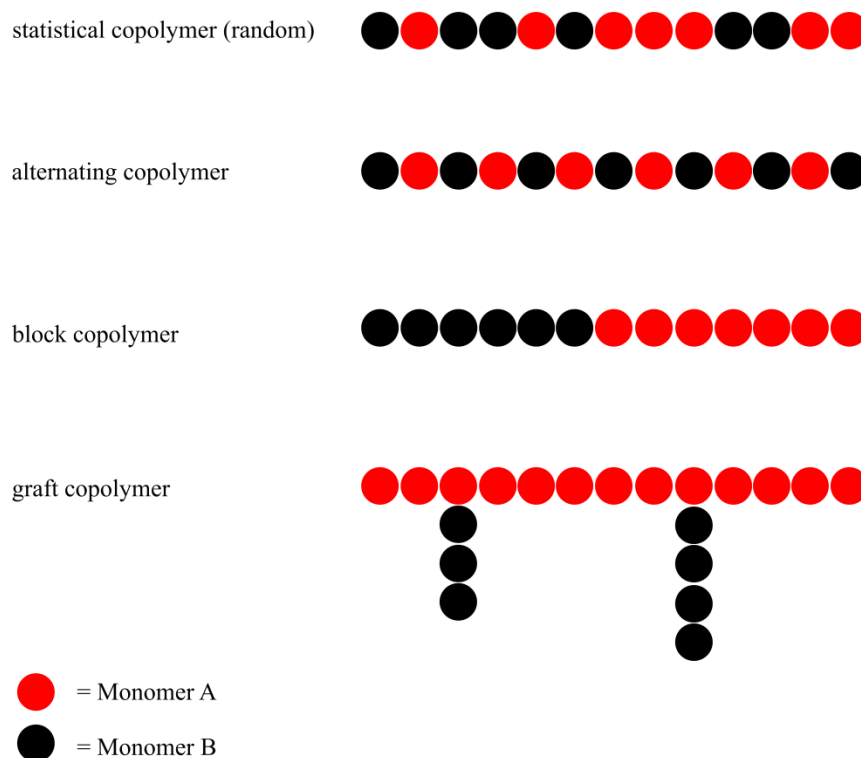 statistical copolymer (random)
alternating copolymer
block copolymer
graft copolymer
= Monomer A
= Monomer B